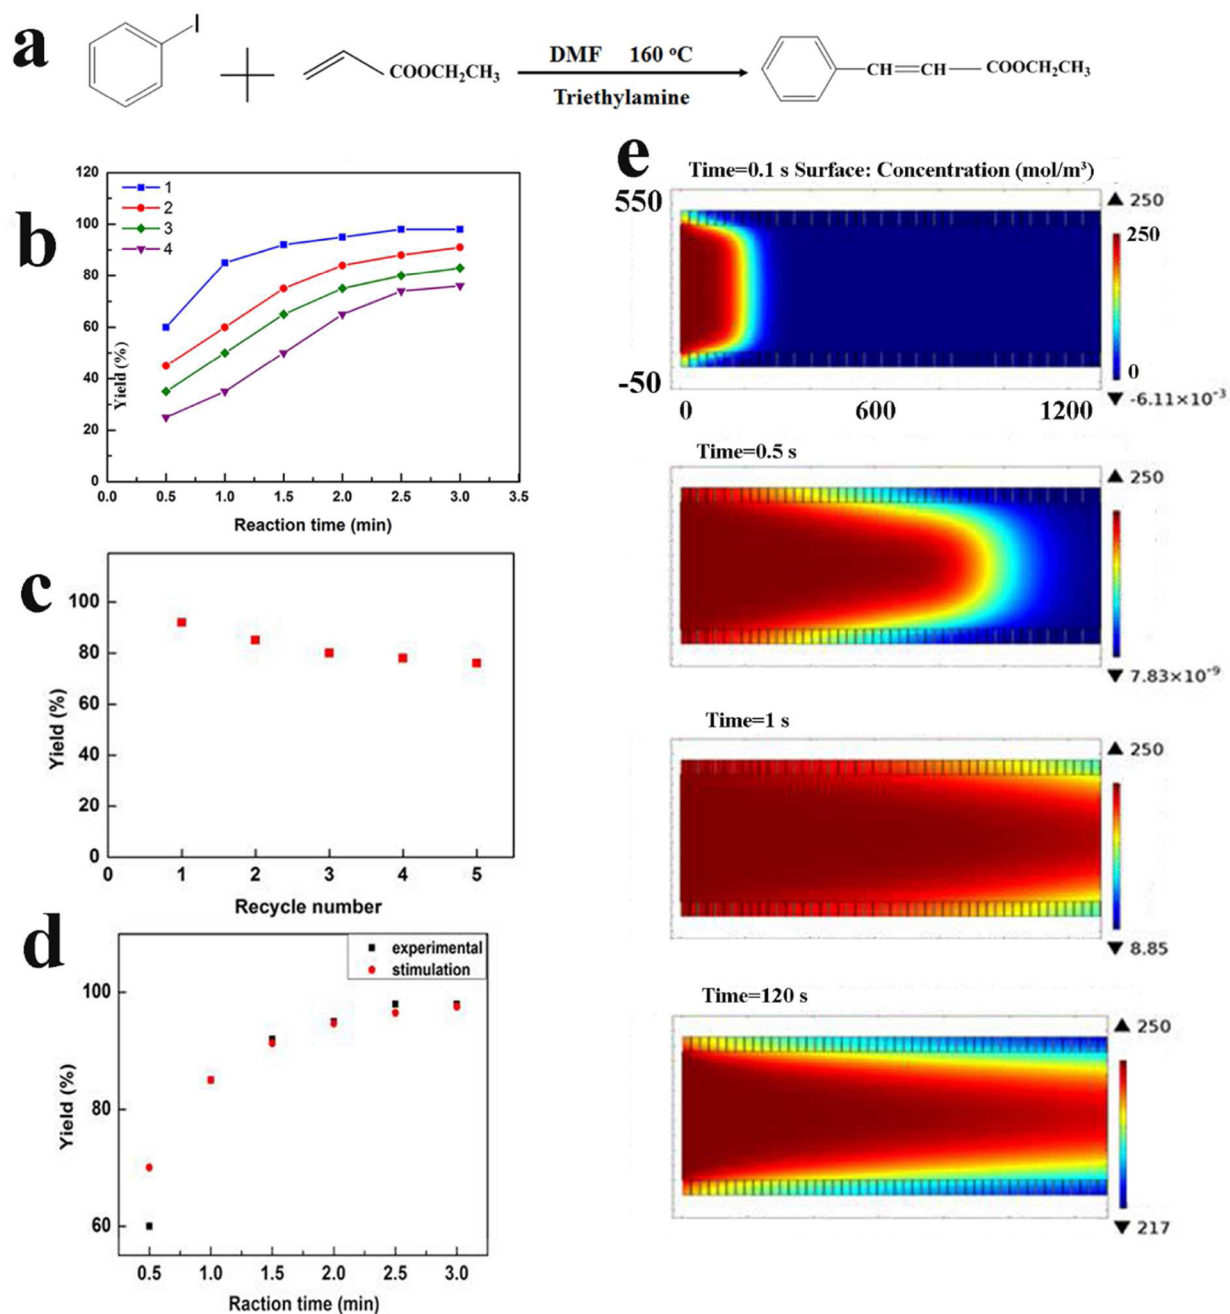 a
I
COOCH₂CH₃
DMF 160 °C
Triethylamine
CH=CH
COOCH₂CH₃
b
120
100
80
60
40
20
0
Yield (%)
1
2
3
4
0.0 0.5 1.0 1.5 2.0 2.5 3.0 3.5
Reaction time (min)
c
100
80
60
40
80
20
0
Yield (%)
0 1 2 3 4 5
Recycle number
d
experimental
stimulation
100
80
60
Yield (%)
0.5 1.0 1.5 2.0 2.5 3.0
Raction time (min)
e
Time=0.1 s Surface: Concentration (mol/m³)
550
-50
0 600 1200
▲ 250
250
0
▼ -6.11×10⁻³
Time=0.5 s
▲ 250
▼ 7.83×10⁻⁹
Time=1 s
▲ 250
▼ 8.85
Time=120 s
▲ 250
▼ 217